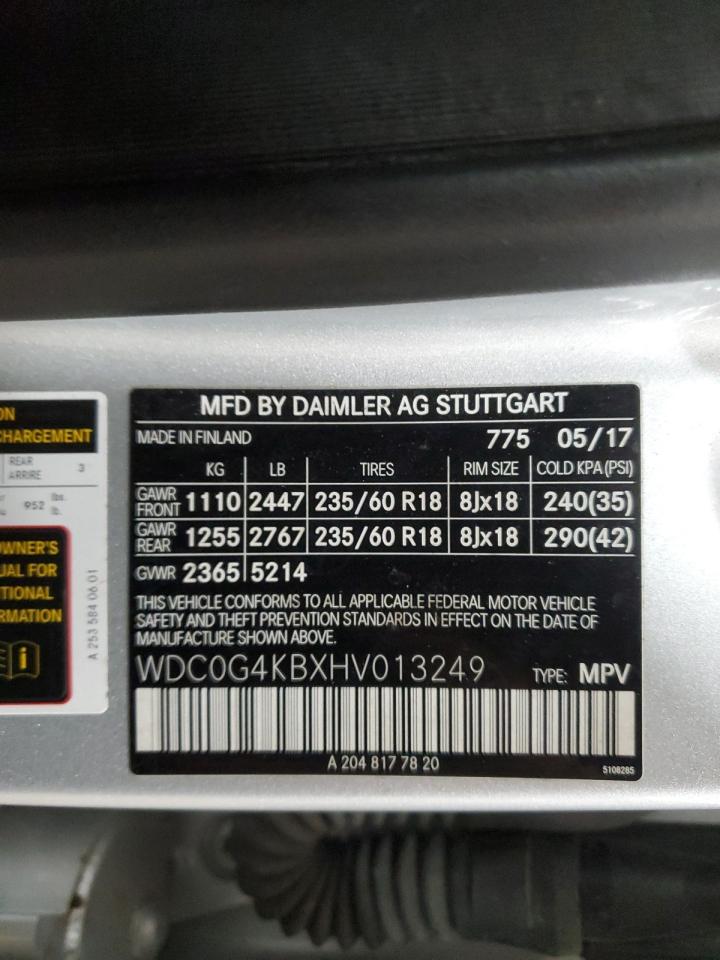 ON
CHARGEMENT
REAR
ARRIRE 3
952 lbs.
lb.
OWNER'S
UAL FOR
ITIONAL
RMATION
i
A 253 584 06 01
MFD BY DAIMLER AG STUTTGART
MADE IN FINLAND 775 05/17
KG LB TIRES RIM SIZE COLD KPA(PSI)
GAWR FRONT 1110 2447 235/60 R18 8Jx18 240(35)
GAWR REAR 1255 2767 235/60 R18 8Jx18 290(42)
GVWR 2365 5214
THIS VEHICLE CONFORMS TO ALL APPLICABLE FEDERAL MOTOR VEHICLE
SAFETY AND THEFT PREVENTION STANDARDS IN EFFECT ON THE DATE OF
MANUFACTURE SHOWN ABOVE.
WDC0G4KBXHV013249 TYPE: MPV
A 204 817 78 20
5108285